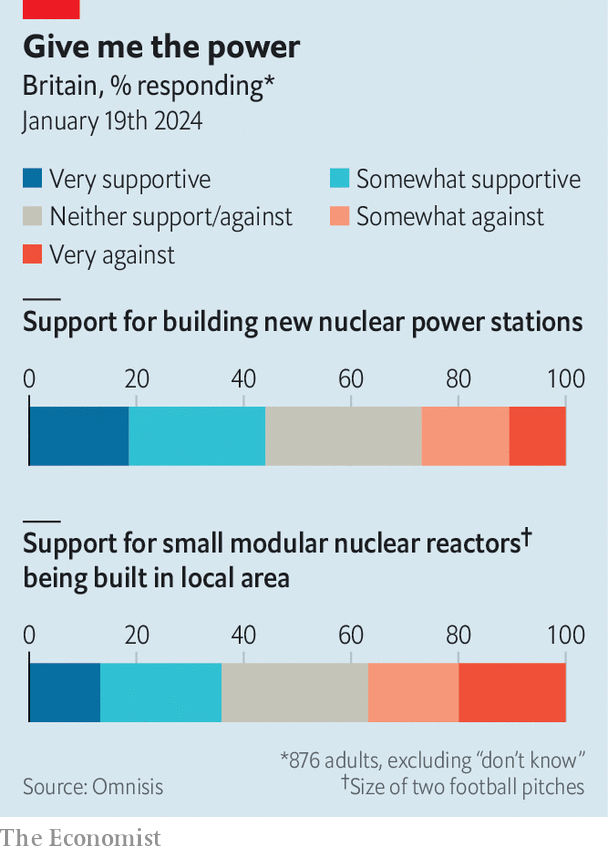 Give me the power
Britain, % responding*
January 19th 2024
Very supportive
Somewhat supportive
Neither support/against
Somewhat against
Very against
Support for building new nuclear power stations
0 20 40 60 80 100
Support for small modular nuclear reactors†
being built in local area
0 20 40 60 80 100
*876 adults, excluding “don’t know”
Source: Omnisis
†Size of two football pitches
The Economist